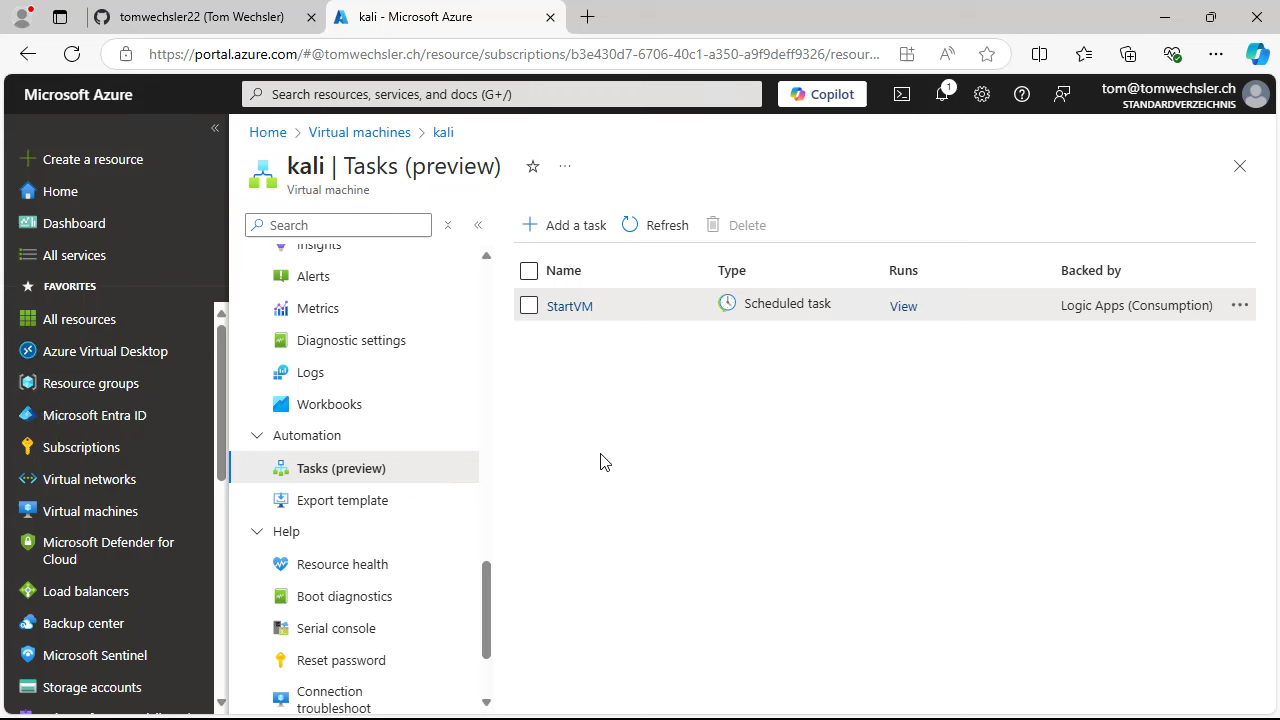 tomwechsler22 (Tom Wechsler)
kali - Microsoft Azure
https://portal.azure.com/#@tomwechsler.ch/resource/subscriptions/b3e430d7-6706-40c1-a350-a9f9deff9326/resour...
Microsoft Azure
Search resources, services, and docs (G+/)
Copilot
1
tom@tomwechsler.ch
STANDARDVERZEICHNIS
Create a resource
Home
Dashboard
All services
FAVORITES
All resources
Azure Virtual Desktop
Resource groups
Microsoft Entra ID
Subscriptions
Virtual networks
Virtual machines
Microsoft Defender for
Cloud
Load balancers
Backup center
Microsoft Sentinel
Storage accounts
Home > Virtual machines > kali
kali | Tasks (preview)
Virtual machine
Search
Insights
Alerts
Metrics
Diagnostic settings
Logs
Workbooks
Automation
Tasks (preview)
Export template
Help
Resource health
Boot diagnostics
Serial console
Reset password
Connection
troubleshoot
Add a task
Refresh
Delete
Name Type Runs Backed by
StartVM Scheduled task View Logic Apps (Consumption)